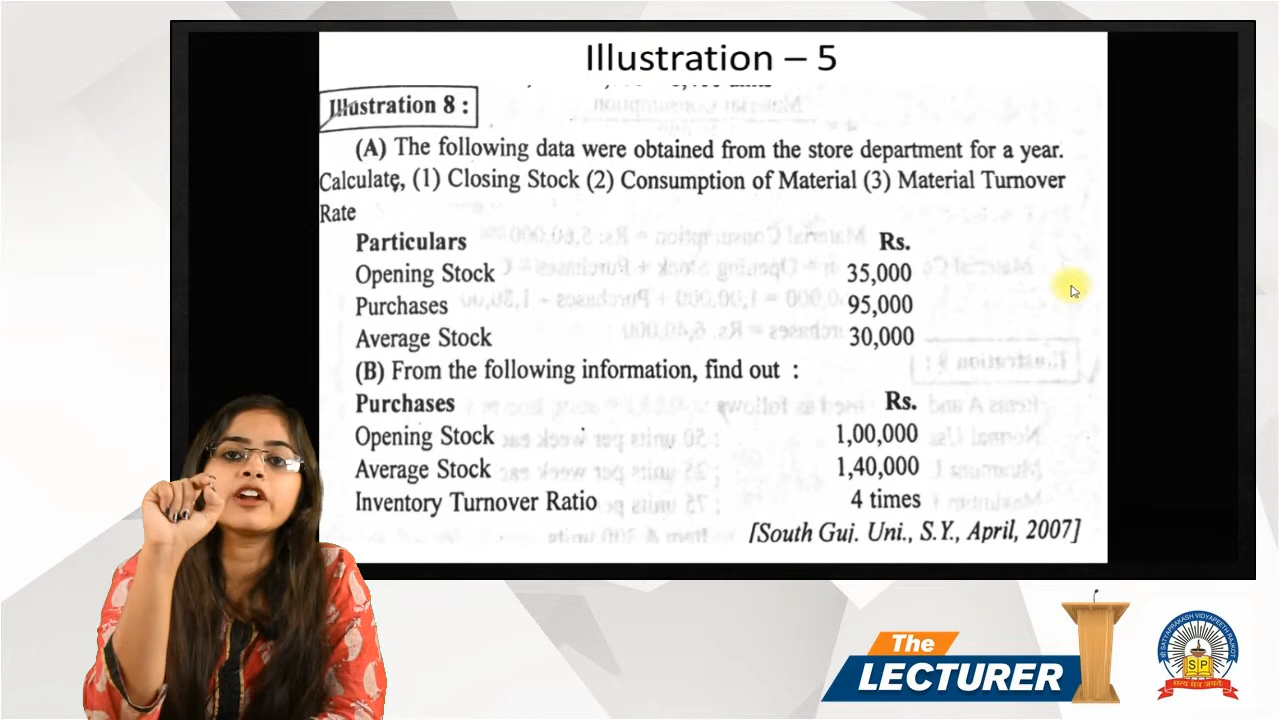 Illustration – 5
Illustration 8 :
(A) The following data were obtained from the store department for a year.
Calculate, (1) Closing Stock (2) Consumption of Material (3) Material Turnover
Rate
Particulars Rs.
Opening Stock 35,000
Purchases 95,000
Average Stock 30,000
(B) From the following information, find out :
Purchases Rs.
Opening Stock 1,00,000
Average Stock 1,40,000
Inventory Turnover Ratio 4 times
[South Guj. Uni., S.Y., April, 2007]
The
LECTURER
SP
सत्य मेव जयते